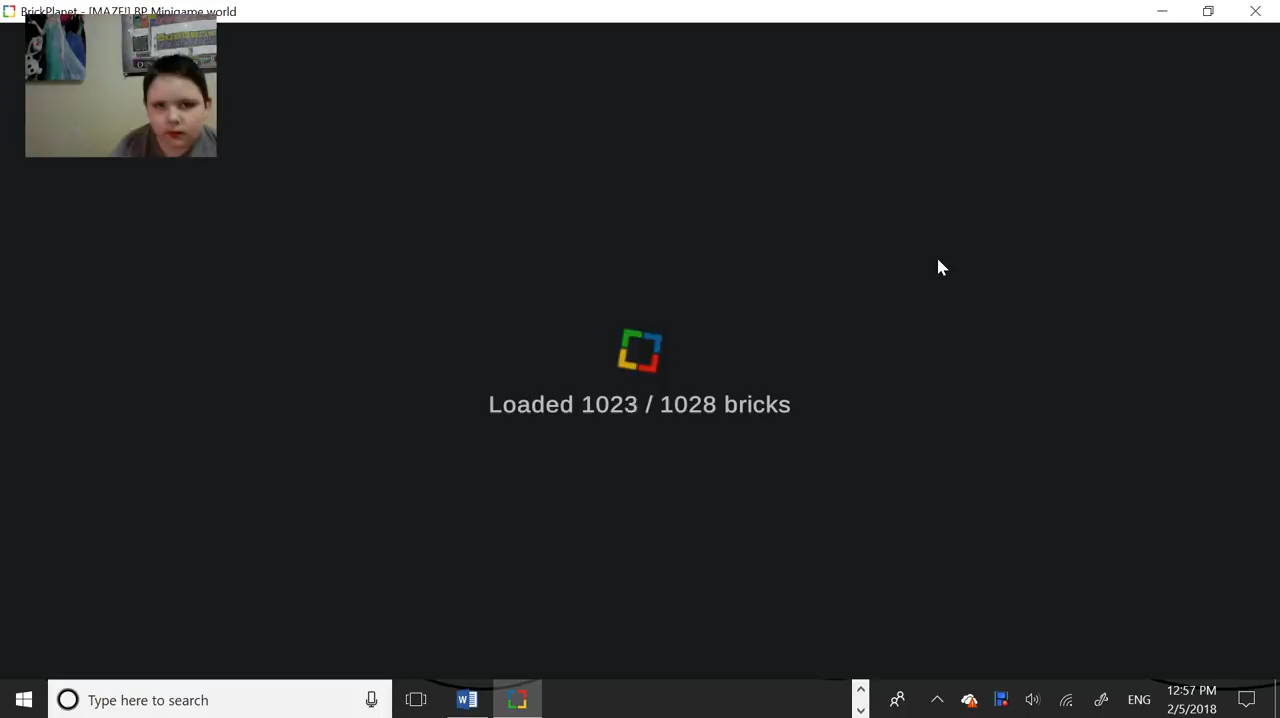 BrickPlanet - [MAZE!] BP Minigame world
Loaded 1023 / 1028 bricks
Type here to search
ENG
12:57 PM
2/5/2018